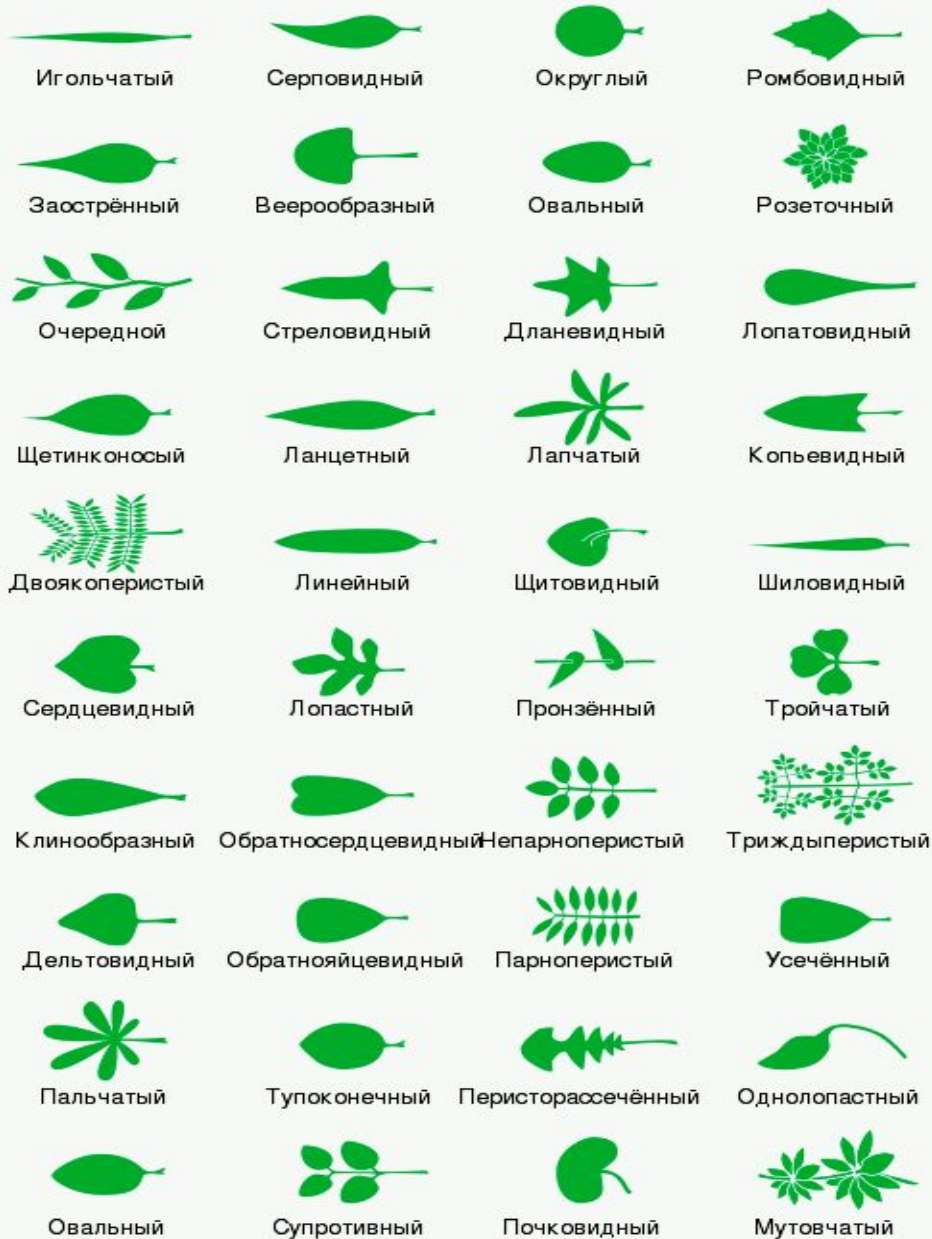 Игольчатый Серповидный Округлый Ромбовидный
Заострённый Веерообразный Овальный Розеточный
Очередной Стреловидный Дланевидный Лопатовидный
Щетинконосый Ланцетный Лапчатый Копьевидный
Двоякоперистый Линейный Щитовидный Шиловидный
Сердцевидный Лопастный Пронзённый Тройчатый
Клинообразный Обратносердцевидный Непарноперистый Триждыперистый
Дельтовидный Обратнояйцевидный Парноперистый Усечённый
Пальчатый Тупоконечный Перисторассечённый Однолопастный
Овальный Супротивный Почковидный Мутовчатый